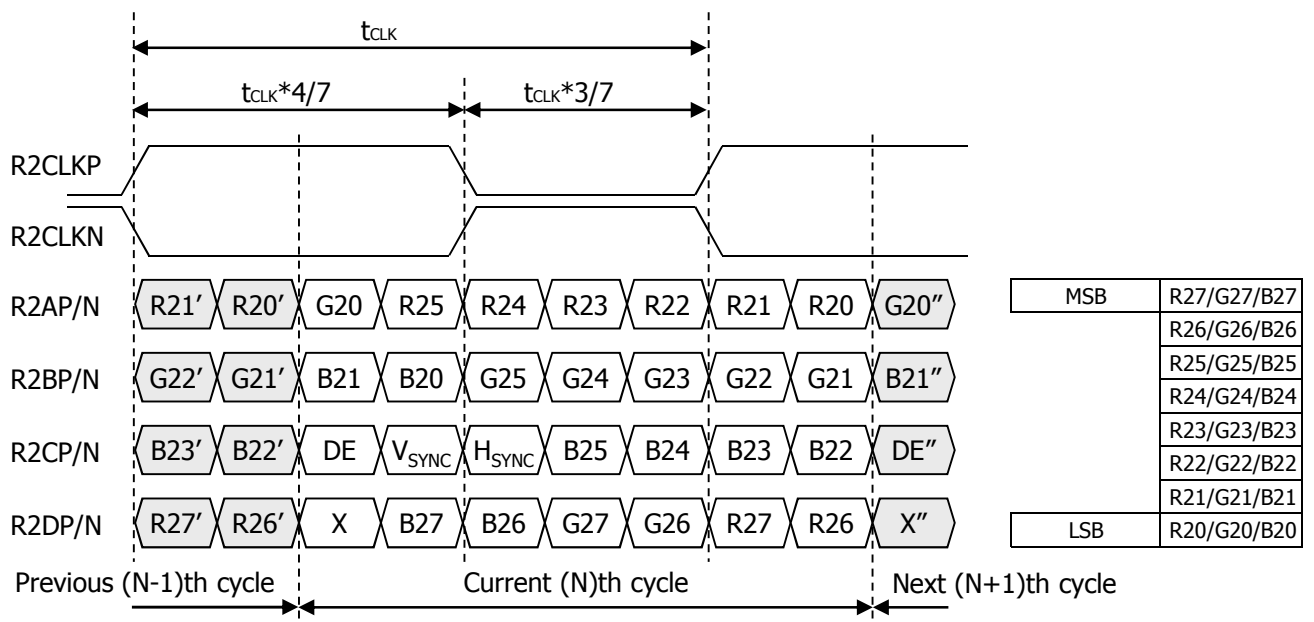 tCLK
tCLK*4/7 tCLK*3/7
R2CLKP
R2CLKN
R2AP/N R21′ R20′ G20 R25 R24 R23 R22 R21 R20 G20″
R2BP/N G22′ G21′ B21 B20 G25 G24 G23 G22 G21 B21″
R2CP/N B23′ B22′ DE VSYNC HSYNC B25 B24 B23 B22 DE″
R2DP/N R27′ R26′ X B27 B26 G27 G26 R27 R26 X″
Previous (N-1)th cycle Current (N)th cycle Next (N+1)th cycle
MSB R27/G27/B27
R26/G26/B26
R25/G25/B25
R24/G24/B24
R23/G23/B23
R22/G22/B22
R21/G21/B21
LSB R20/G20/B20